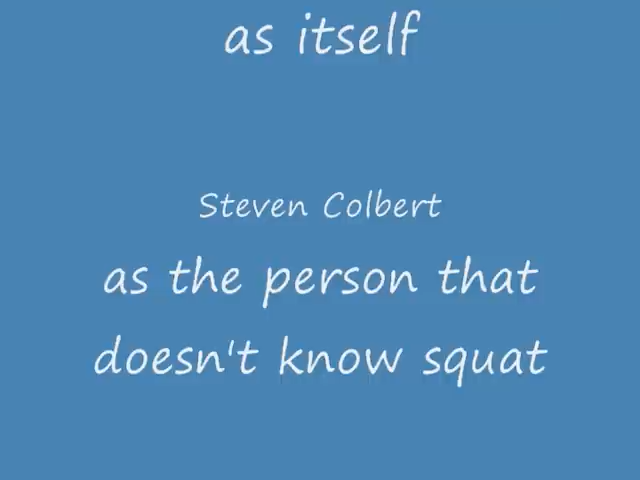 as itself
Steven Colbert
as the person that
doesn't know squat